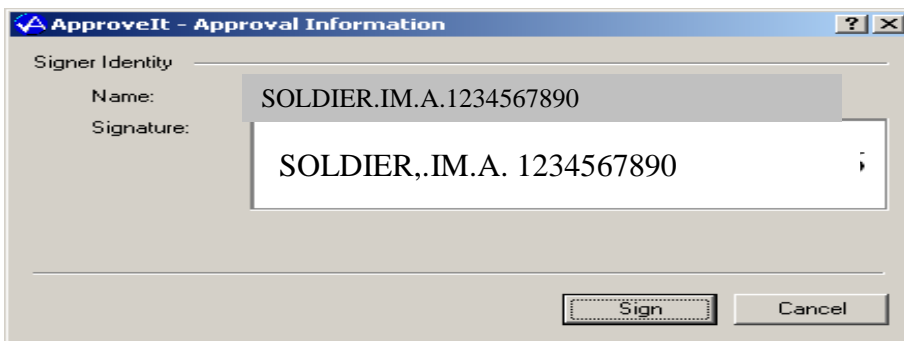 ApproveIt - Approval Information
Signer Identity
Name: SOLDIER.IM.A.1234567890
Signature: SOLDIER,.IM.A. 1234567890
Sign Cancel